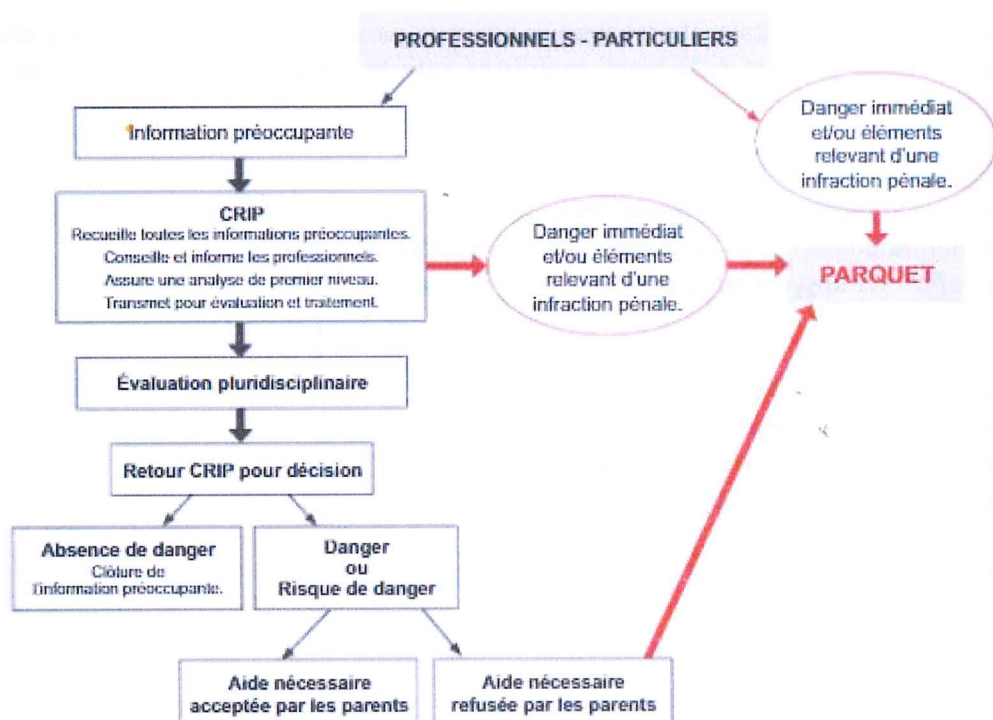 PROFESSIONNELS - PARTICULIERS
Information préoccupante
Danger immédiat
et/ou éléments
relevant d'une
infraction pénale.
CRIP
Recueille toutes les informations préoccupantes.
Conseille et informe les professionnels.
Assure une analyse de premier niveau.
Transmet pour évaluation et traitement.
Danger immédiat
et/ou éléments
relevant d'une
infraction pénale.
PARQUET
Évaluation pluridisciplinaire
Retour CRIP pour décision
Absence de danger
Clôture de
l'information préoccupante.
Danger
ou
Risque de danger
Aide nécessaire
acceptée par les parents
Aide nécessaire
refusée par les parents